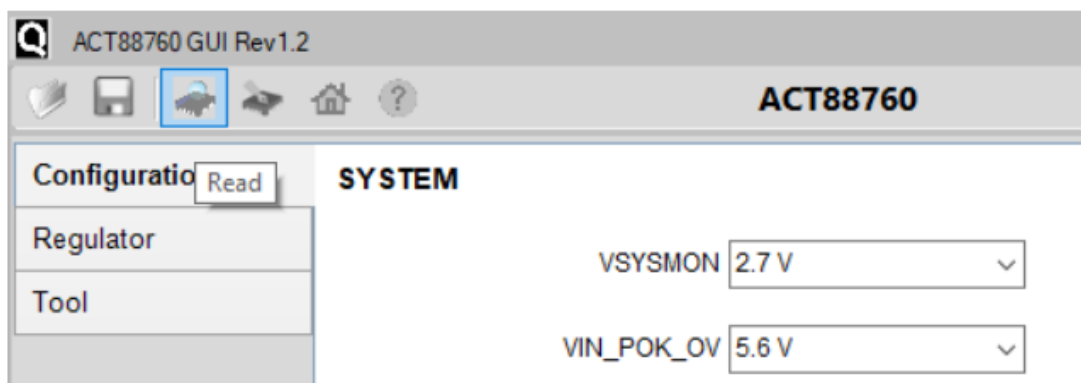 ACT88760 GUI Rev1.2
ACT88760
Configuratio
Read
SYSTEM
Regulator
VSYSMON 2.7 V
Tool
VIN_POK_OV 5.6 V